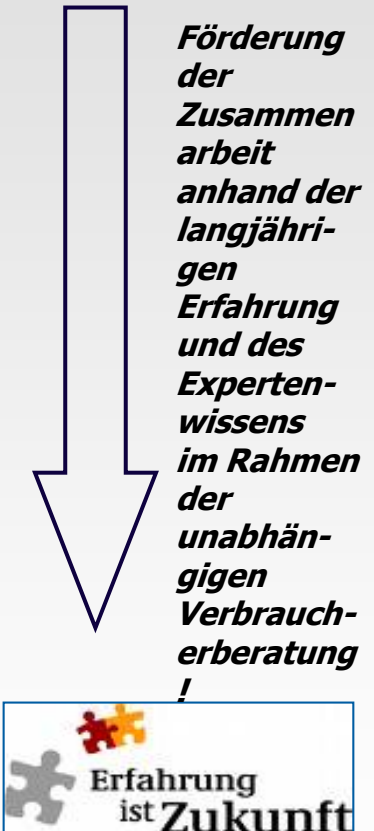 Förderung
der
Zusammen
arbeit
anhand der
langjähri-
gen
Erfahrung
und des
Experten-
wissens
im Rahmen
der
unabhän-
gigen
Verbrauch-
erberatung
!
Erfahrung
ist Zukunft